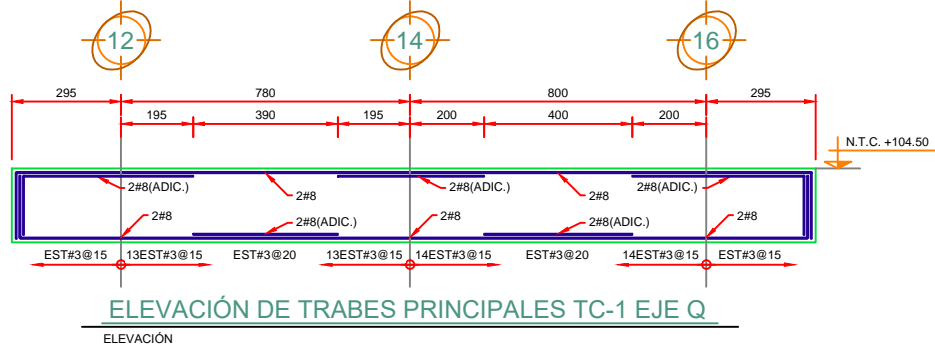 12 14 16
295 780 800 295
195 390 195 200 400 200
N.T.C. +104.50
2#8(ADIC.) 2#8 2#8(ADIC.) 2#8 2#8(ADIC.)
2#8 2#8(ADIC.) 2#8 2#8(ADIC.) 2#8
EST#3@15 13EST#3@15 EST#3@20 13EST#3@15 14EST#3@15 EST#3@20 14EST#3@15 EST#3@15
ELEVACIÓN DE TRABES PRINCIPALES TC-1 EJE Q
ELEVACIÓN